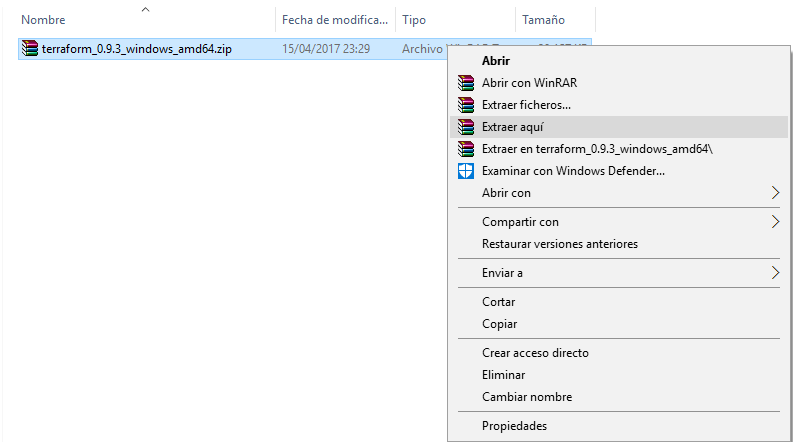 Nombre Fecha de modifica... Tipo Tamaño
terraform_0.9.3_windows_amd64.zip 15/04/2017 23:29 Archivo
Abrir
Abrir con WinRAR
Extraer ficheros...
Extraer aquí
Extraer en terraform_0.9.3_windows_amd64\
Examinar con Windows Defender...
Abrir con
Compartir con
Restaurar versiones anteriores
Enviar a
Cortar
Copiar
Crear acceso directo
Eliminar
Cambiar nombre
Propiedades